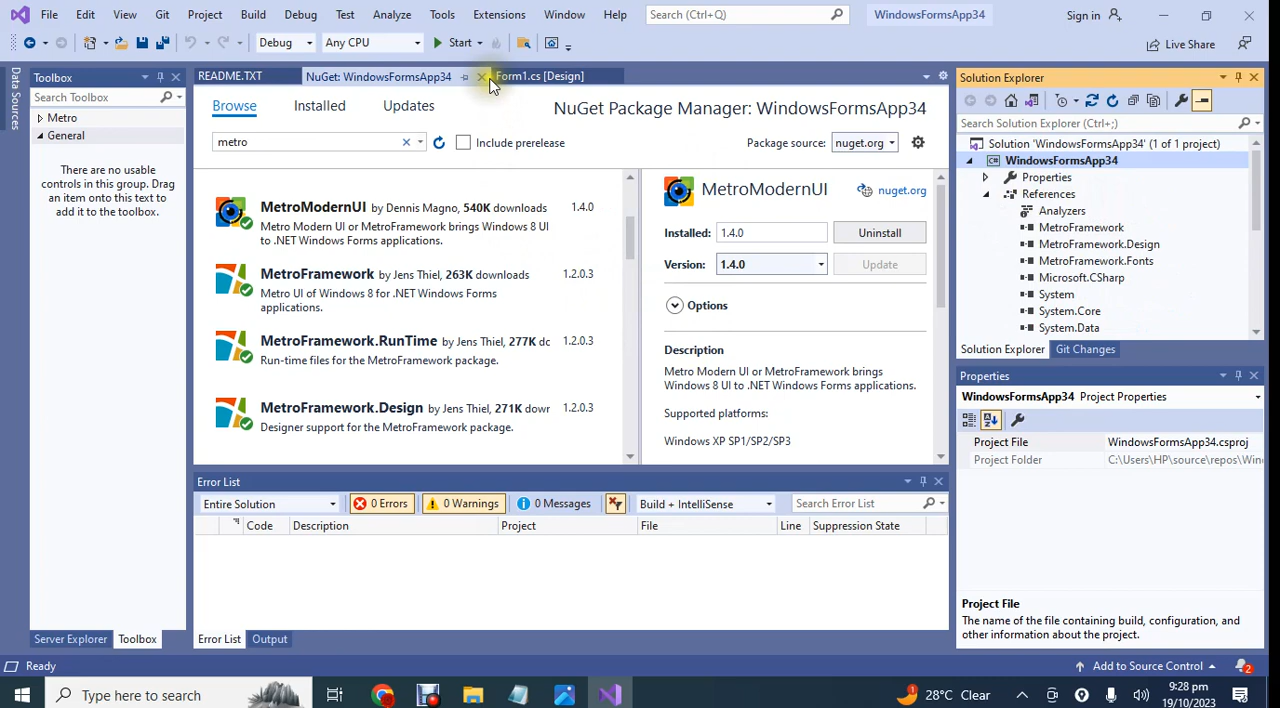 File Edit View Git Project Build Debug Test Analyze Tools Extensions Window Help Search (Ctrl+;) WindowsFormsApp34 Sign in
Debug Any CPU Start Live Share
Data Sources
Toolbox
Search Toolbox
Metro
General
There are no usable
controls in this group. Drag
an item onto this text to
add it to the toolbox.
Server Explorer Toolbox
README.TXT NuGet: WindowsFormsApp34 Form1.cs [Design]
Browse Installed Updates NuGet Package Manager: WindowsFormsApp34
metro Include prerelease Package source: nuget.org
MetroModernUI by Dennis Magno, 540K downloads 1.4.0
Metro Modern UI or MetroFramework brings Windows 8 UI
to .NET Windows Forms applications.
MetroFramework by Jens Thiel, 263K downloads 1.2.0.3
Metro UI of Windows 8 for .NET Windows Forms
applications.
MetroFramework.RunTime by Jens Thiel, 277K dc 1.2.0.3
Run-time files for the MetroFramework package.
MetroFramework.Design by Jens Thiel, 271K dowr 1.2.0.3
Designer support for the MetroFramework package.
MetroModernUI nuget.org
Installed: 1.4.0 Uninstall
Version: 1.4.0 Update
Options
Description
Metro Modern UI or MetroFramework brings
Windows 8 UI to .NET Windows Forms applications.
Supported platforms:
Windows XP SP1/SP2/SP3
Error List
Entire Solution 0 Errors 0 Warnings 0 Messages Build + IntelliSense Search Error List
Code Description Project File Line Suppression State
Error List Output
Solution Explorer
Search Solution Explorer (Ctrl+;)
Solution 'WindowsFormsApp34' (1 of 1 project)
WindowsFormsApp34
Properties
References
Analyzers
MetroFramework
MetroFramework.Design
MetroFramework.Fonts
Microsoft.CSharp
System
System.Core
System.Data
Solution Explorer Git Changes
Properties
WindowsFormsApp34 Project Properties
Project File WindowsFormsApp34.csproj
Project Folder C:\Users\HP\source\repos\Win
Project File
The name of the file containing build, configuration, and
other information about the project.
Ready Add to Source Control 2
Type here to search 1 28°C Clear 9:28 pm
19/10/2023